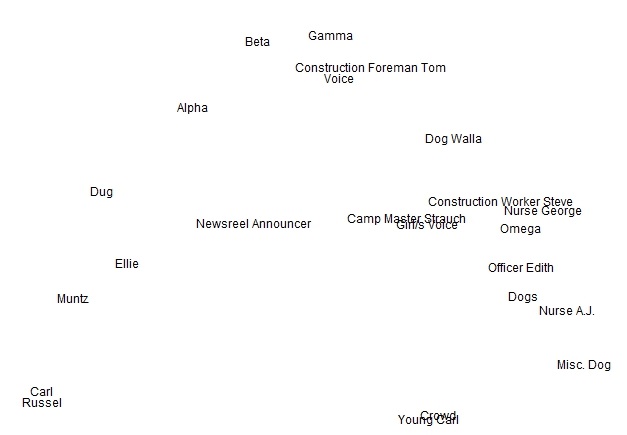 Gamma
Beta
Construction Foreman Tom
Voice
Alpha
Dog Walla
Dug
Construction Worker Steve
Nurse George
Camp Master Strauch
Newsreel Announcer
Girl/s Voice
Omega
Ellie
Officer Edith
Dogs
Muntz
Nurse A.J.
Misc. Dog
Carl
Russel
Crowd
Young Carl